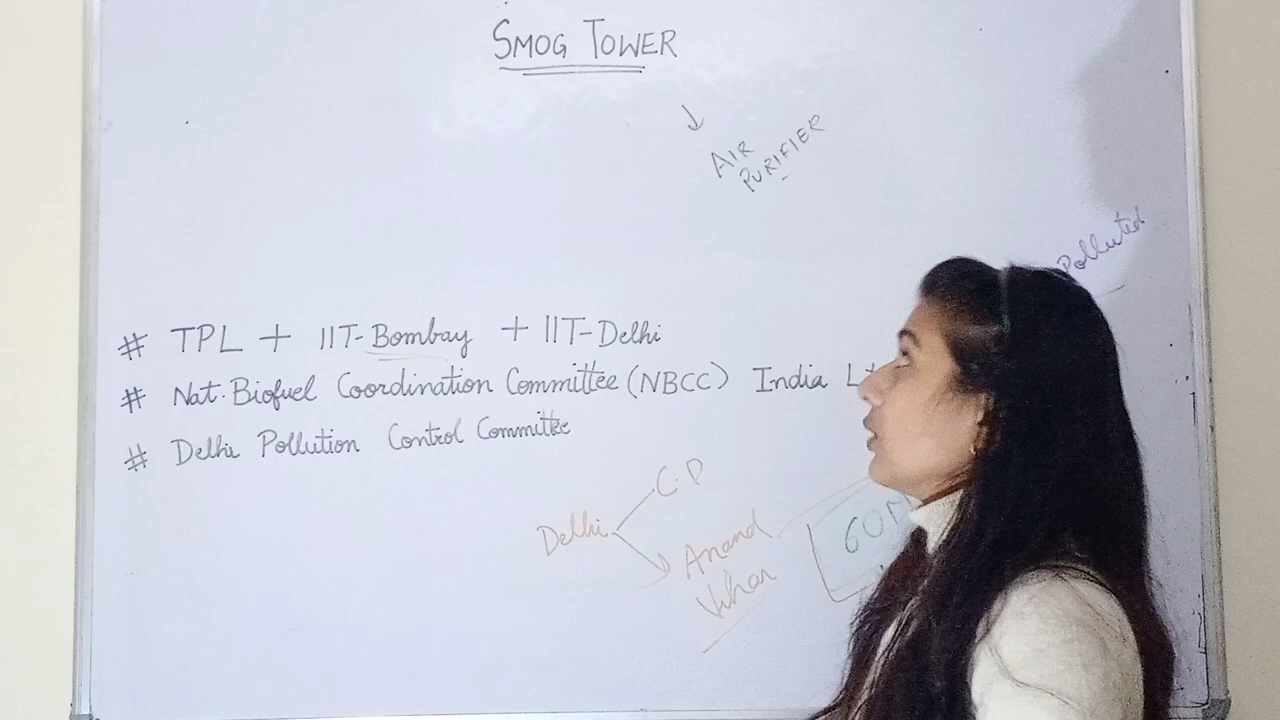 SMOG TOWER
↓
AIR
PURIFIER
Polluted
# TPL + IIT-Bombay + IIT-Delhi
# Nat. Biofuel Coordination Committee (NBCC) India
# Delhi Pollution Control Committee
C.P
Delhi
Anand
Vihar